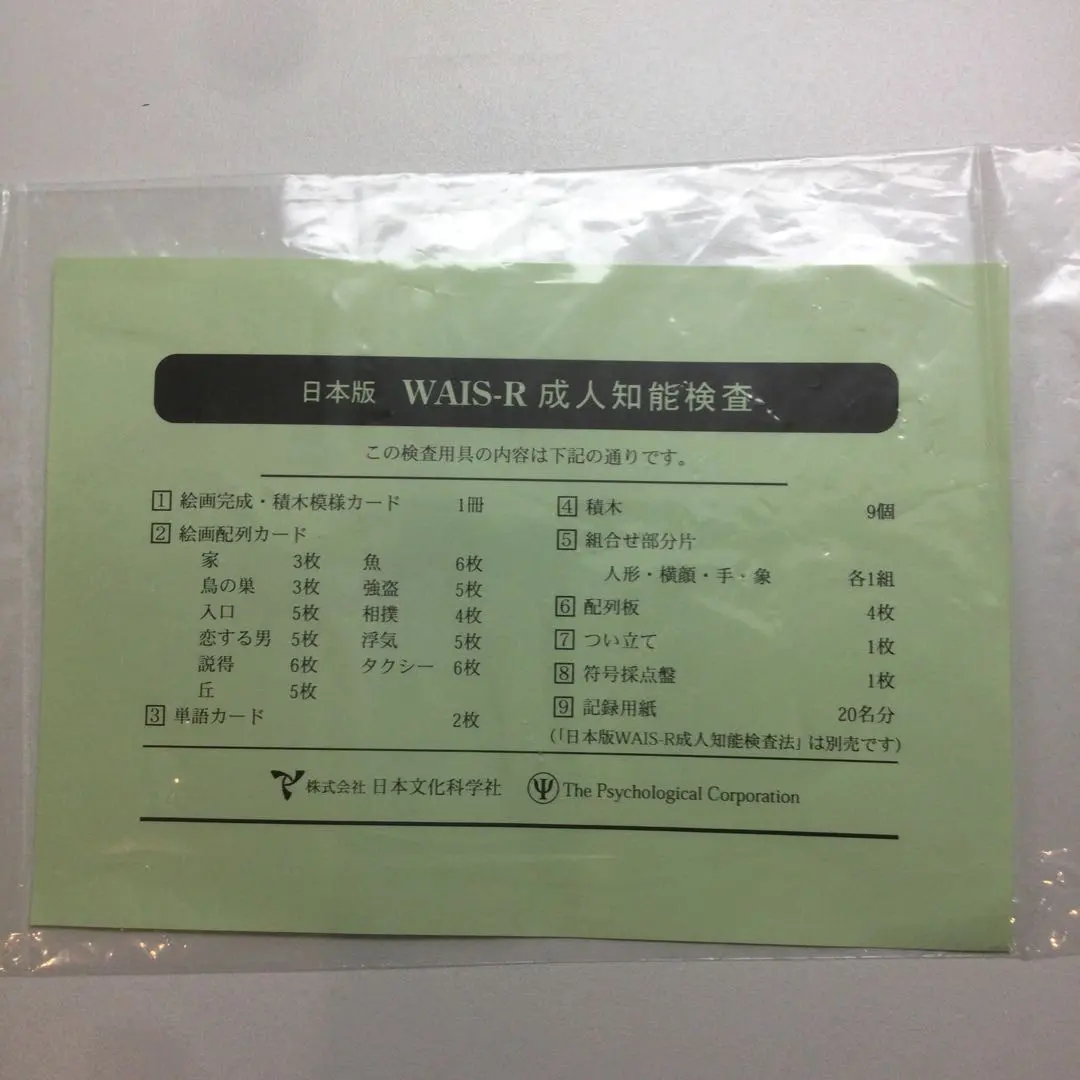 日本版 WAIS-R 成人知能検査
この検査用具の内容は下記の通りです。
1 絵画完成・積木模様カード 1冊
2 絵画配列カード
家 3枚 魚 6枚
鳥の巣 3枚 強盗 5枚
入口 5枚 相撲 4枚
恋する男 5枚 浮気 5枚
説得 6枚 タクシー 6枚
丘 5枚
3 単語カード 2枚
4 積木 9個
5 組合せ部分片
人形・横顔・手・象 各1組
6 配列板 4枚
7 つい立て 1枚
8 符号採点盤 1枚
9 記録用紙 20名分
(「日本版WAIS-R成人知能検査法」は別売です)
株式会社 日本文化科学社 Ψ The Psychological Corporation